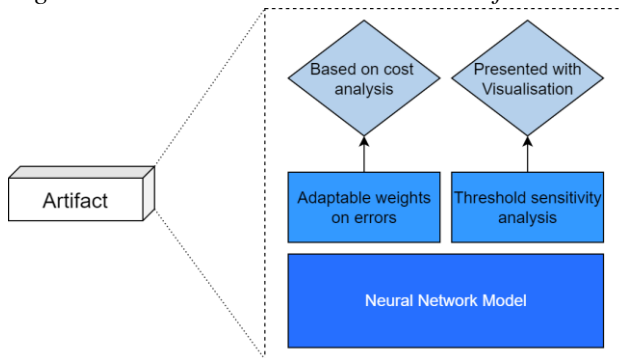 Based on cost
analysis
Presented with
Visualisation
Artifact
Adaptable weights
on errors
Threshold sensitivity
analysis
Neural Network Model